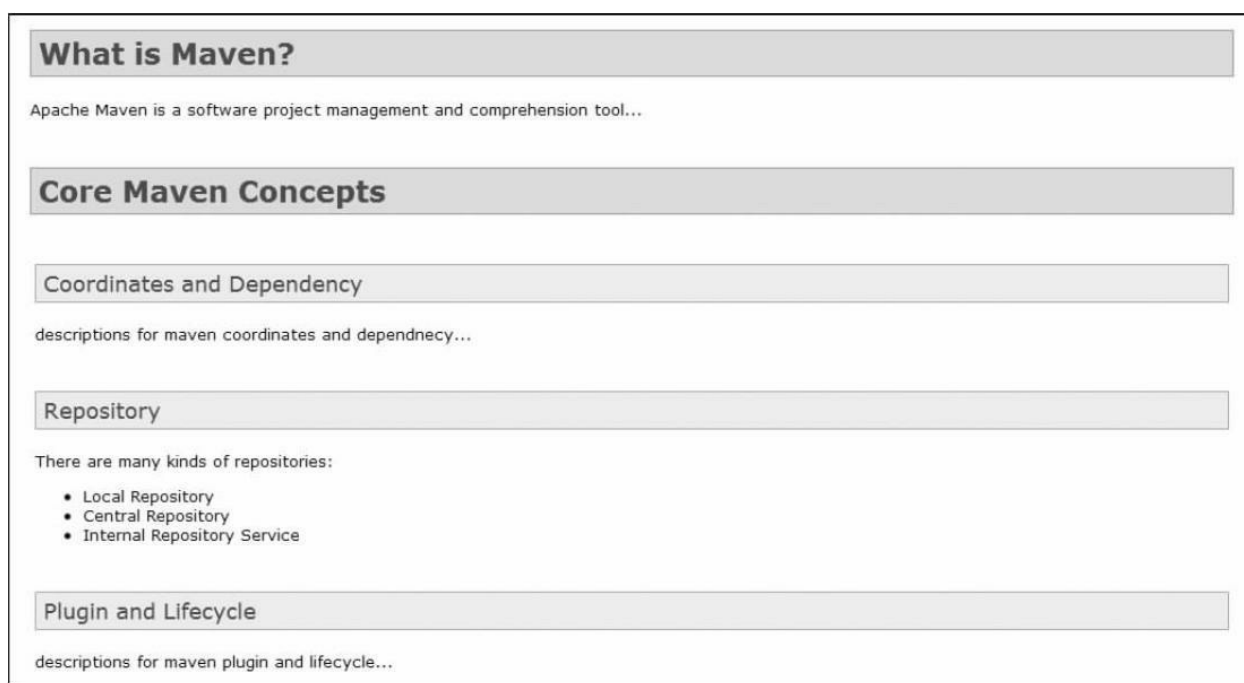 What is Maven?
Apache Maven is a software project management and comprehension tool...
Core Maven Concepts
Coordinates and Dependency
descriptions for maven coordinates and dependnecy...
Repository
There are many kinds of repositories:
• Local Repository
• Central Repository
• Internal Repository Service
Plugin and Lifecycle
descriptions for maven plugin and lifecycle...